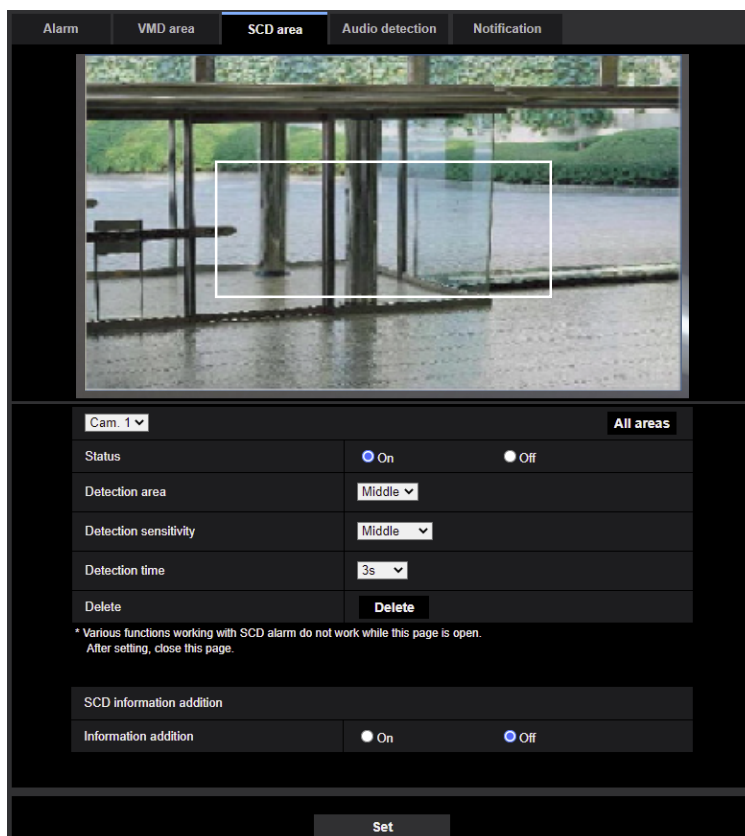 Alarm VMD area SCD area Audio detection Notification
Cam. 1 All areas
Status On Off
Detection area Middle
Detection sensitivity Middle
Detection time 3s
Delete Delete
* Various functions working with SCD alarm do not work while this page is open.
After setting, close this page.
SCD information addition
Information addition On Off
Set